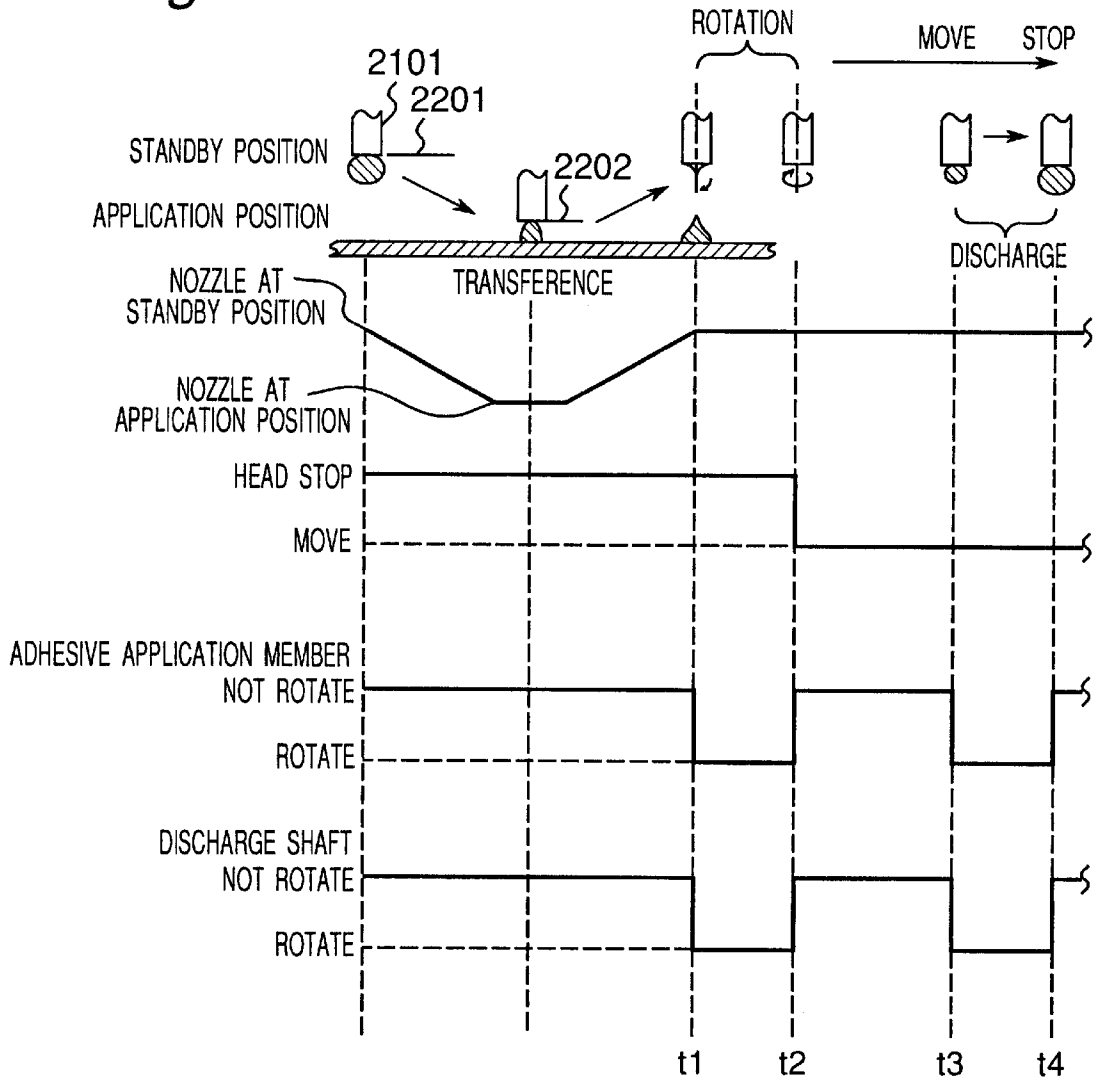 ROTATION
MOVE STOP
2101
2201
STANDBY POSITION
2202
APPLICATION POSITION
DISCHARGE
TRANSFERENCE
NOZZLE AT
STANDBY POSITION
NOZZLE AT
APPLICATION POSITION
HEAD STOP
MOVE
ADHESIVE APPLICATION MEMBER
NOT ROTATE
ROTATE
DISCHARGE SHAFT
NOT ROTATE
ROTATE
t1 t2 t3 t4